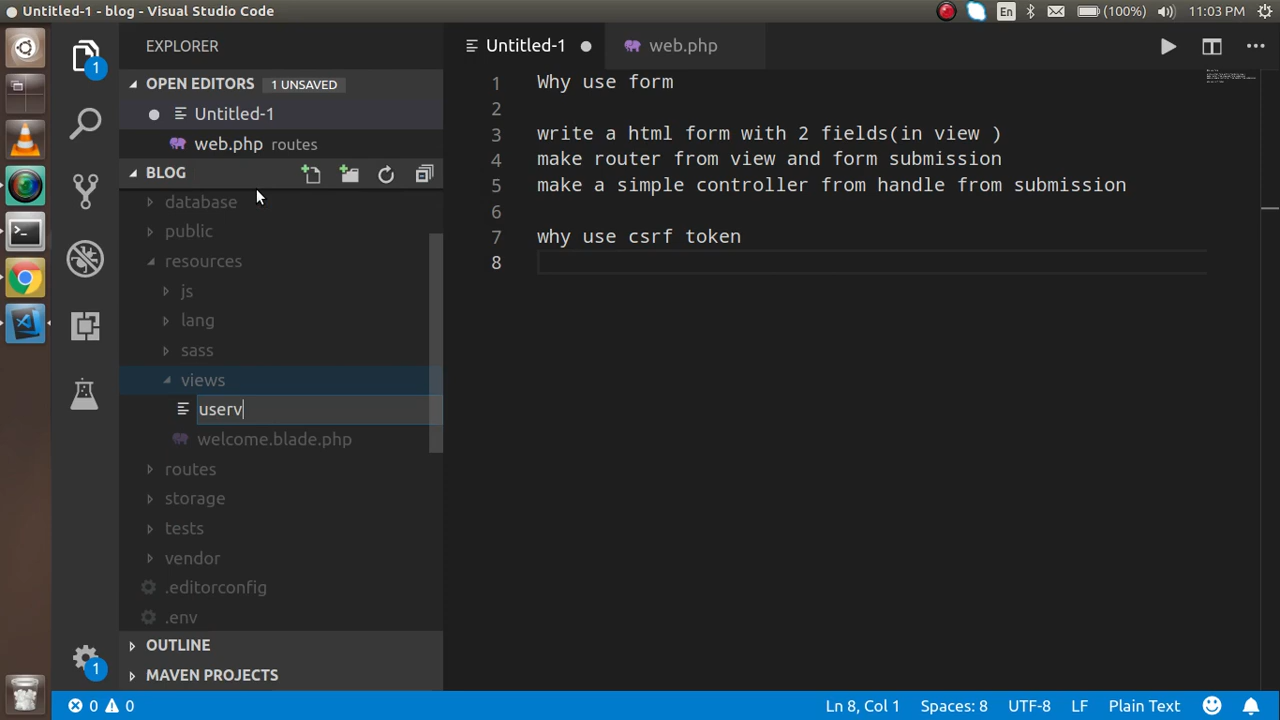 Untitled-1 - blog - Visual Studio Code
En
(100%)
11:03 PM
EXPLORER
OPEN EDITORS 1 UNSAVED
Untitled-1
web.php routes
BLOG
database
public
resources
js
lang
sass
views
userv
welcome.blade.php
routes
storage
tests
vendor
.editorconfig
.env
OUTLINE
MAVEN PROJECTS
1
1
Untitled-1
web.php
1 Why use form
2
3 write a html form with 2 fields(in view )
4 make router from view and form submission
5 make a simple controller from handle from submission
6
7 why use csrf token
8
0 0
Ln 8, Col 1
Spaces: 8
UTF-8
LF
Plain Text